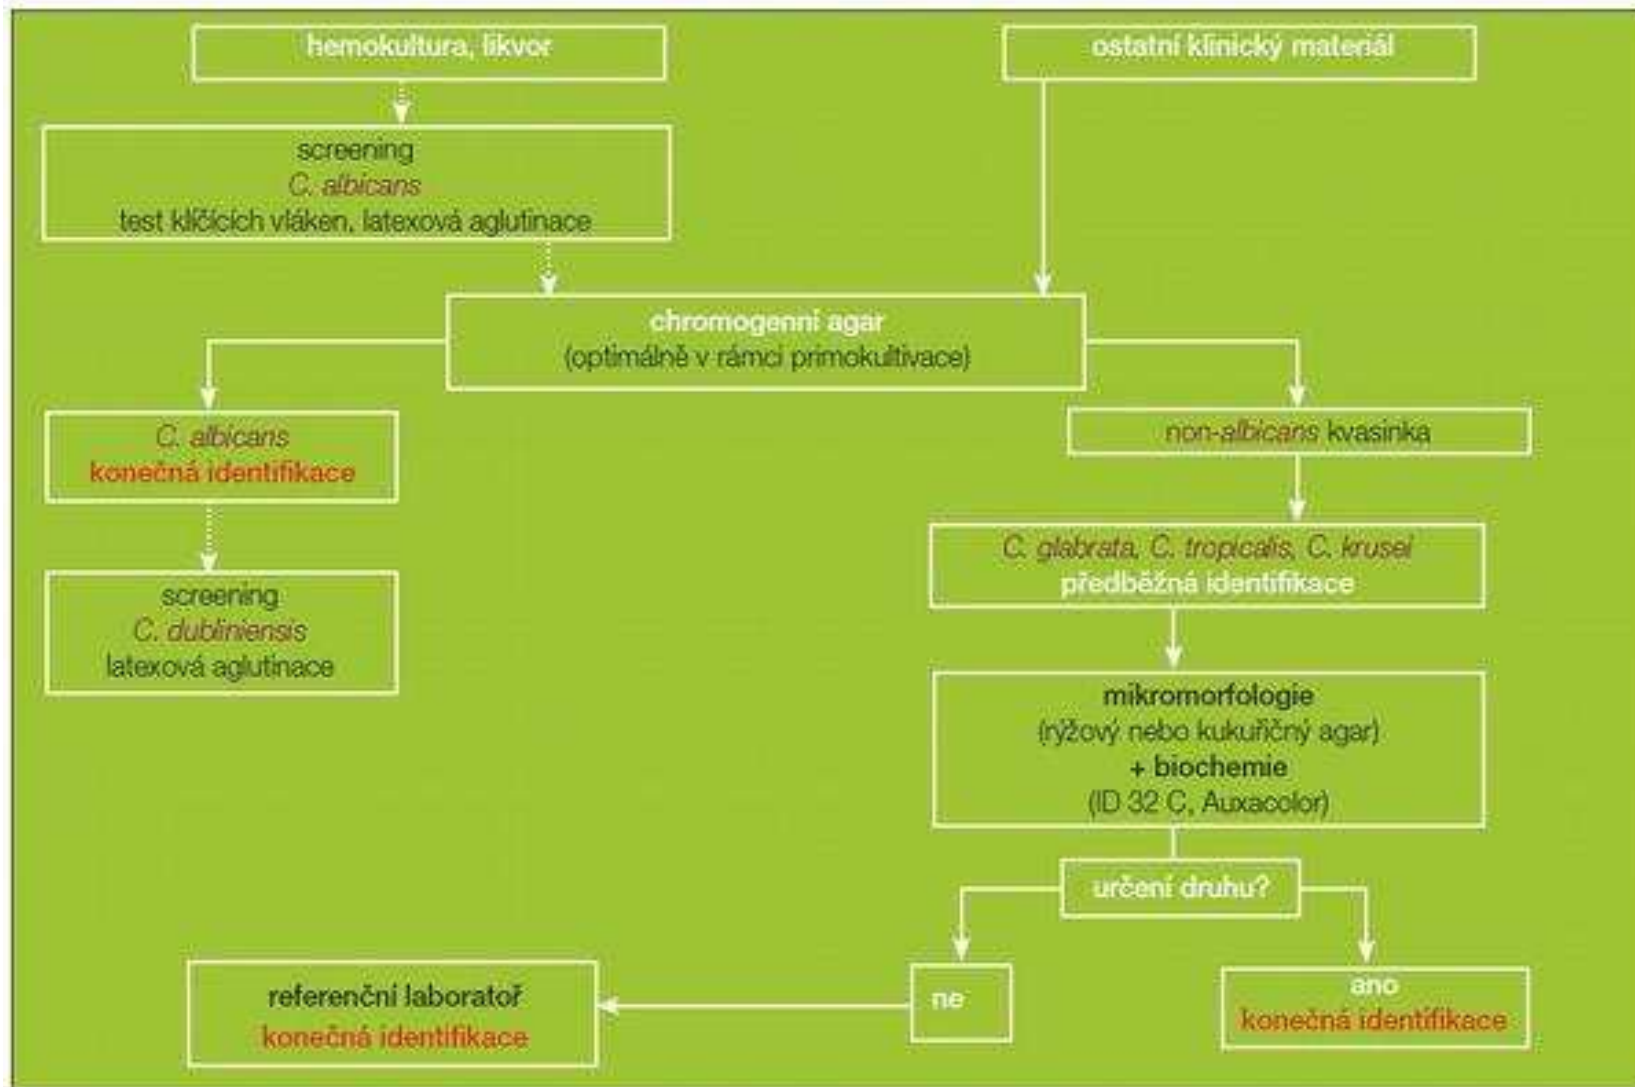 hemokultura, likvor
ostatní klinický materiál
screening
C. albicans
test klíčících vláken, latexová aglutinace
chromogenní agar
(optimálně v rámci primokultivace)
C. albicans
konečná identifikace
non-albicans kvasinka
C. glabrata, C. tropicalis, C. krusei
předběžná identifikace
screening
C. dubliniensis
latexová aglutinace
mikromorfologie
(rýžový nebo kukuřičný agar)
+ biochemie
(ID 32 C, Auxacolor)
určení druhu?
referenční laboratoř
konečná identifikace
ne
ano
konečná identifikace